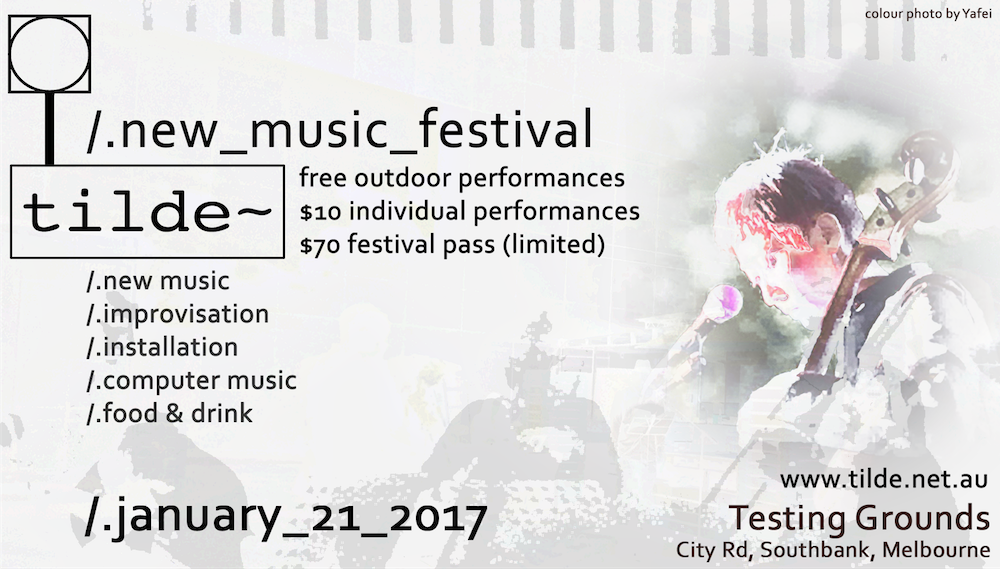 colour photo by Yafei
/.new_music_festival
tilde~
free outdoor performances
$10 individual performances
$70 festival pass (limited)
/.new music
/.improvisation
/.installation
/.computer music
/.food & drink
/.january_21_2017
www.tilde.net.au
Testing Grounds
City Rd, Southbank, Melbourne